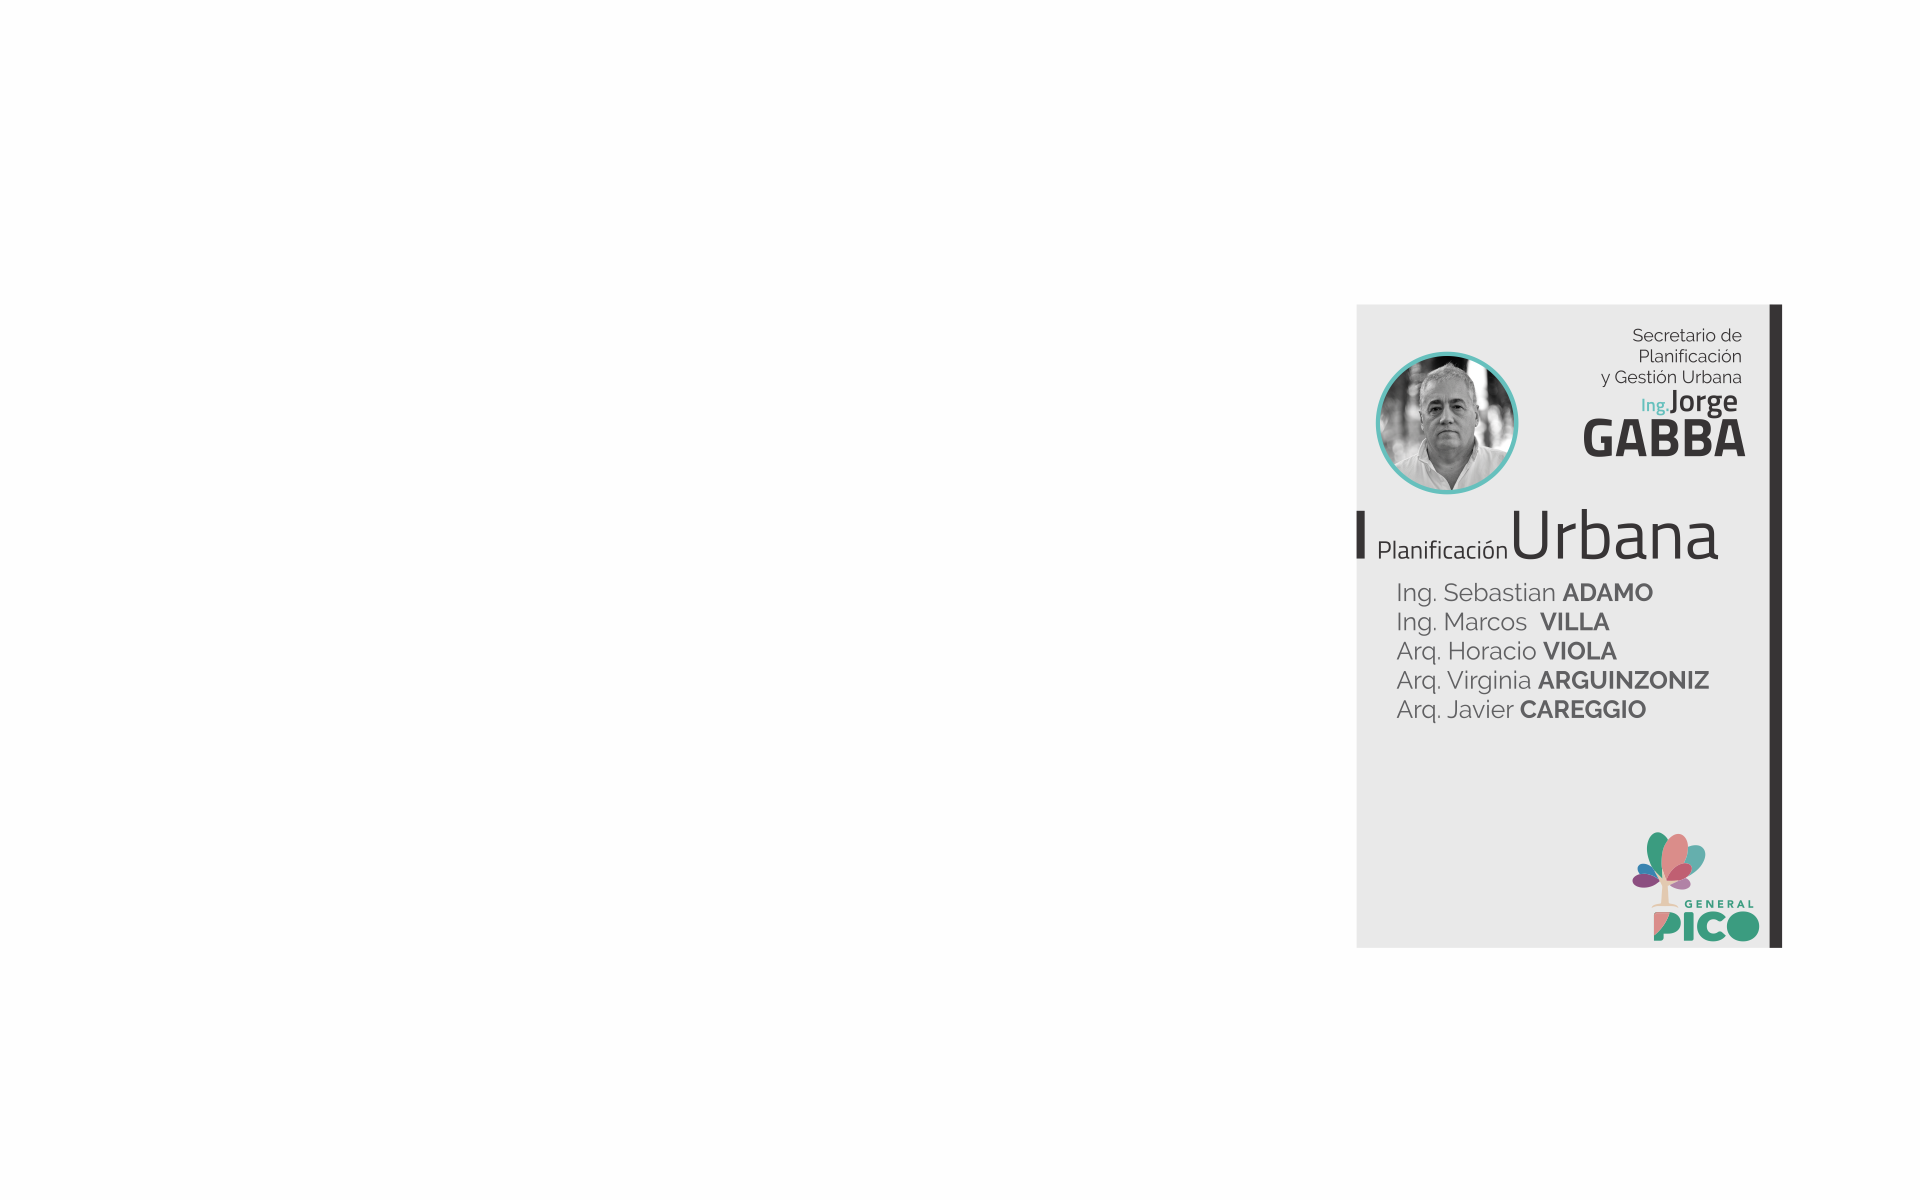 Secretario de
Planificación
y Gestión Urbana
Ing.Jorge
GABBA
Planificación Urbana
Ing. Sebastian ADAMO
Ing. Marcos  VILLA
Arq. Horacio VIOLA
Arq. Virginia ARGUINZONIZ
Arq. Javier CAREGGIO
GENERAL
PICO